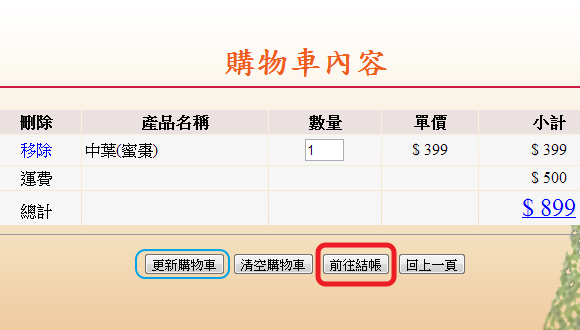 購物車內容
刪除 產品名稱 數量 單價 小計
移除 中葉(蜜棗) 1 $ 399 $ 399
運費 $ 500
總計 $ 899
更新購物車 清空購物車 前往結帳 回上一頁